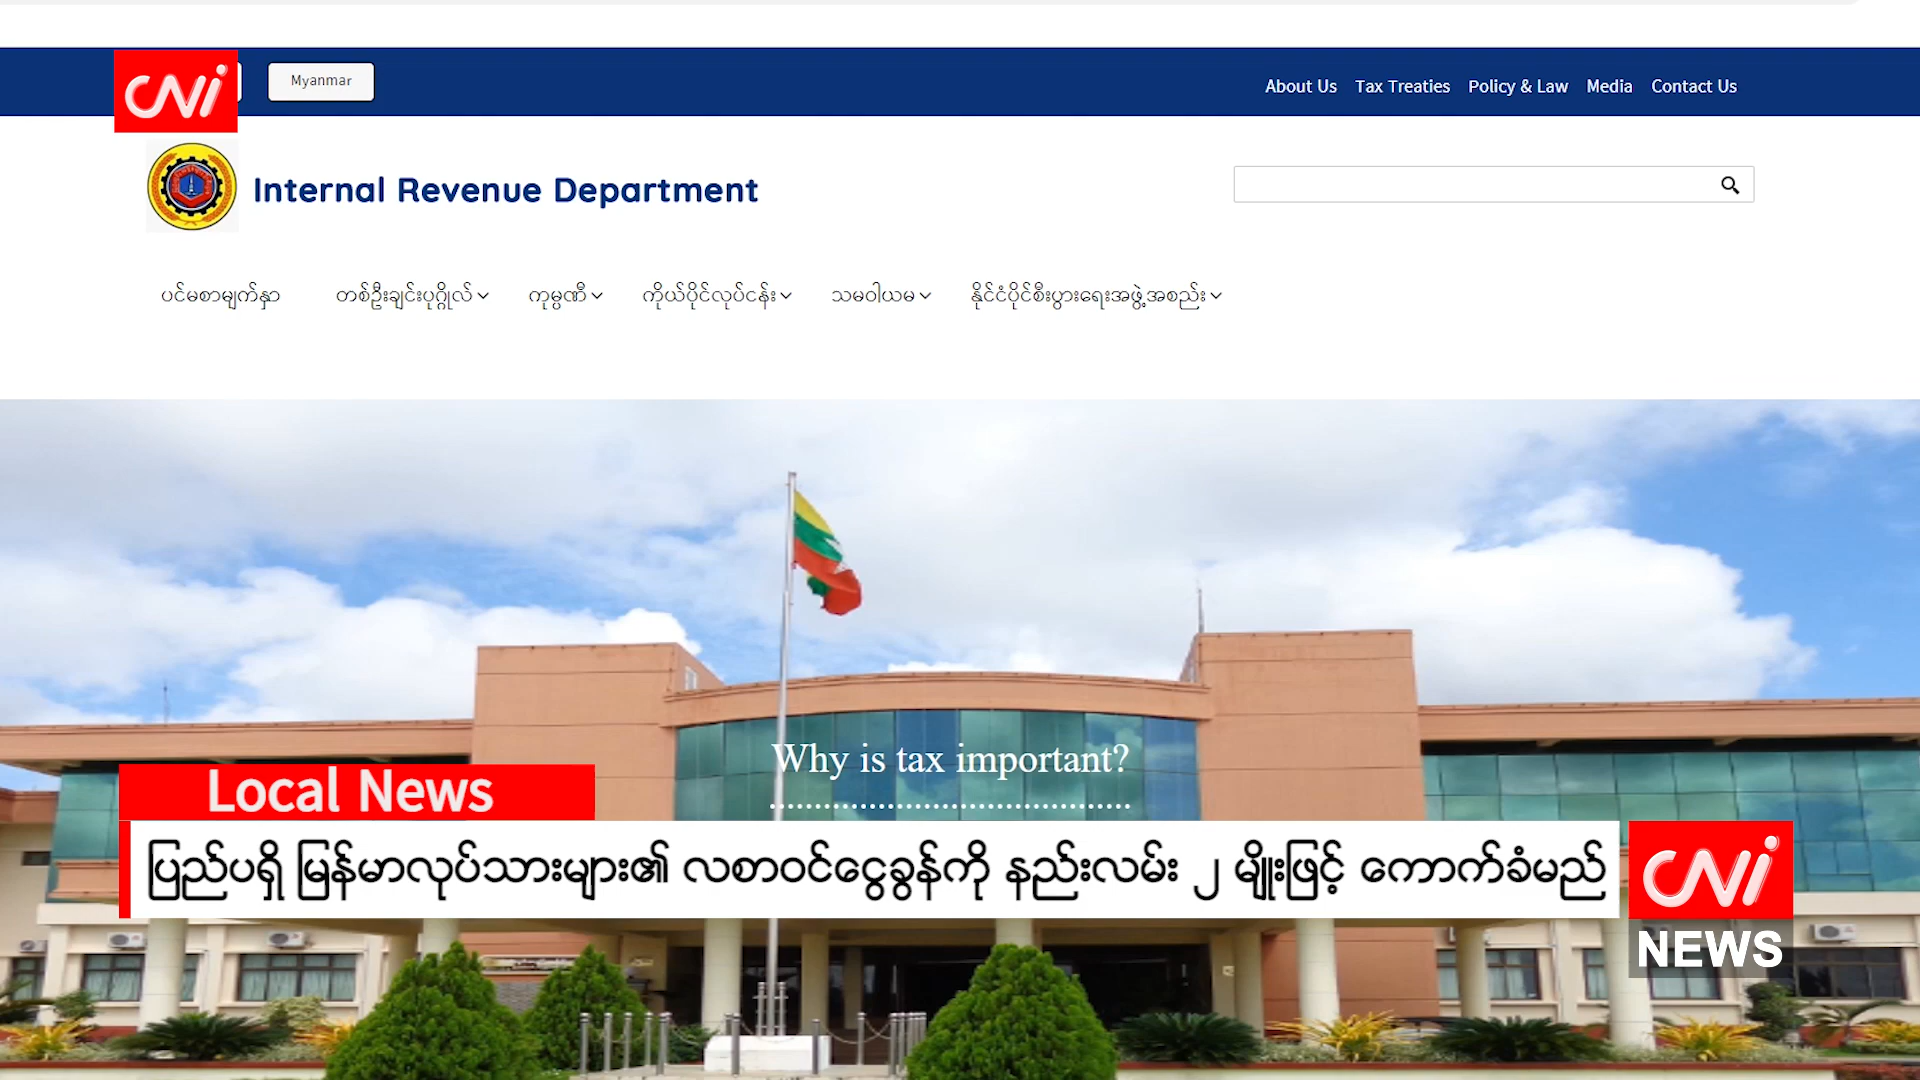 CNI
Myanmar
About Us Tax Treaties Policy & Law Media Contact Us
Internal Revenue Department
ပင်မစာမျက်နှာ တစ်ဦးချင်းပုဂ္ဂိုလ် ကုမ္ပဏီ ကိုယ်ပိုင်လုပ်ငန်း သမဝါယမ နိုင်ငံပိုင်စီးပွားရေးအဖွဲ့အစည်း
Why is tax important?
Local News
ပြည်ပရှိ မြန်မာလုပ်သားများ၏ လစာဝင်ငွေခွန်ကို နည်းလမ်း ၂ မျိုးဖြင့် ကောက်ခံမည်
CNI
NEWS